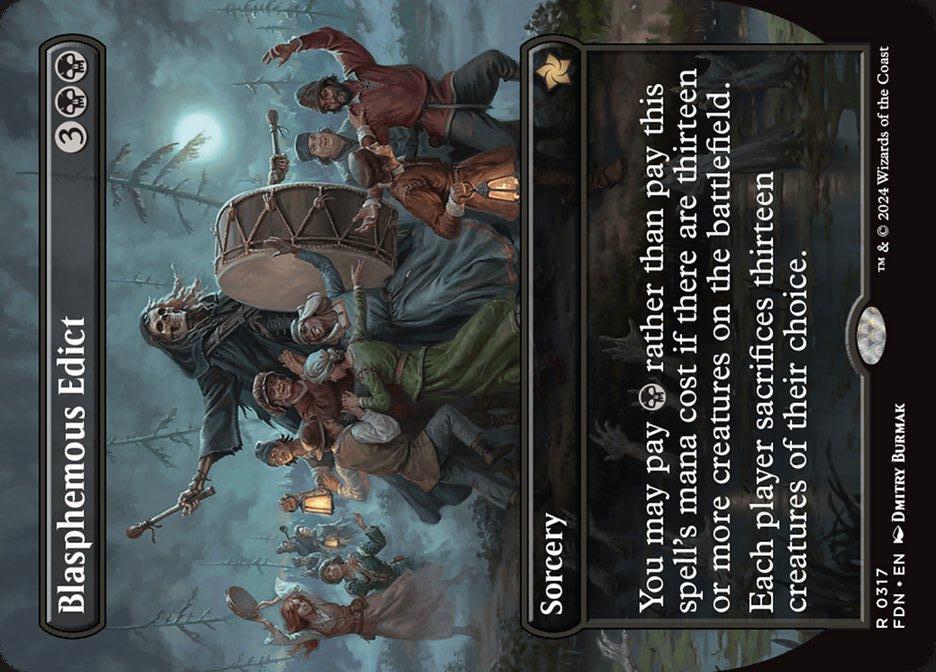 Blasphemous Edict 3
Sorcery
You may pay rather than pay this
spell's mana cost if there are thirteen
or more creatures on the battlefield.
Each player sacrifices thirteen
creatures of their choice.
R 0317
FDN • EN DMITRY BURMAK
™ & © 2024 Wizards of the Coast